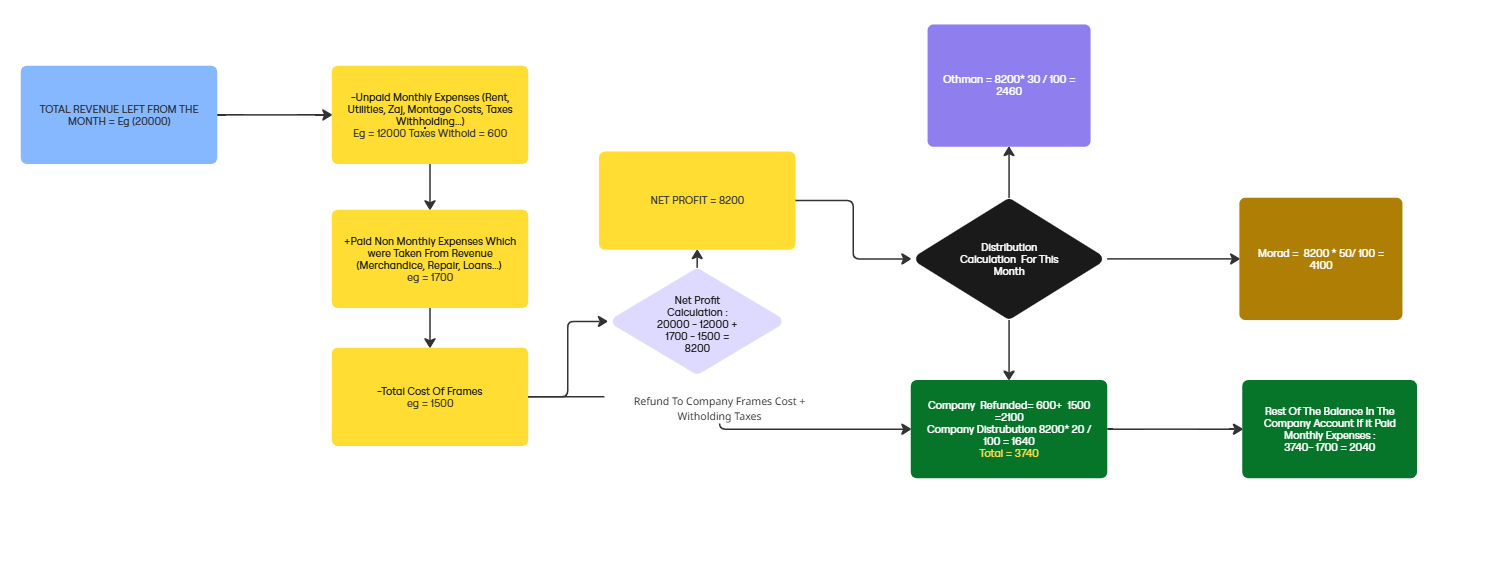 TOTAL REVENUE LEFT FROM THE
MONTH = Eg (20000)
-Unpaid Monthly Expenses (Rent,
Utilities, Zaj, Montage Costs, Taxes
Withholding...)
Eg = 12000 Taxes Withold = 600
+Paid Non Monthly Expenses Which
were Taken From Revenue
(Merchandice, Repair, Loans...)
eg = 1700
-Total Cost Of Frames
eg = 1500
NET PROFIT = 8200
Net Profit
Calculation :
20000 - 12000 +
1700 - 1500 =
8200
Refund To Company Frames Cost +
Witholding Taxes
Othman = 8200* 30 / 100 =
2460
Distribution
Calculation For This
Month
Morad = 8200 * 50/ 100 =
4100
Company Refunded= 600+ 1500
=2100
Company Distrubution 8200* 20 /
100 = 1640
Total = 3740
Rest Of The Balance In The
Company Account If it Paid
Monthly Expenses :
3740- 1700 = 2040